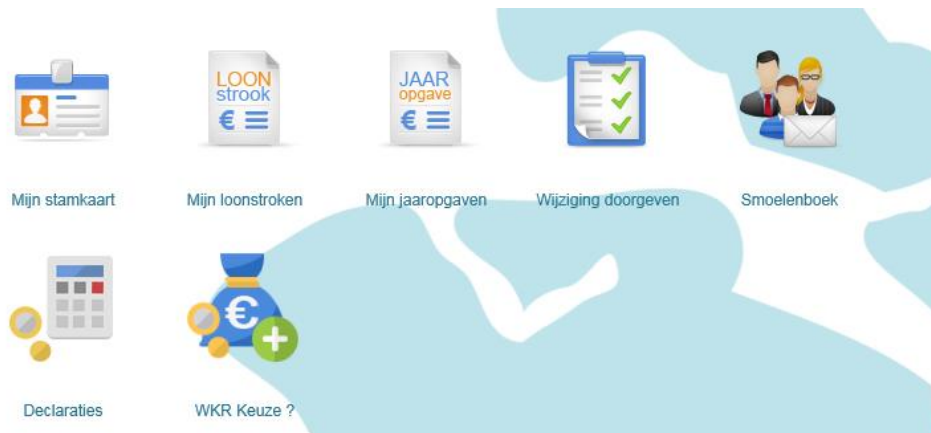 LOON
strook
€
JAAR
opgave
€
Mijn stamkaart
Mijn loonstroken
Mijn jaaropgaven
Wijziging doorgeven
Smoelenboek
€
Declaraties
WKR Keuze ?